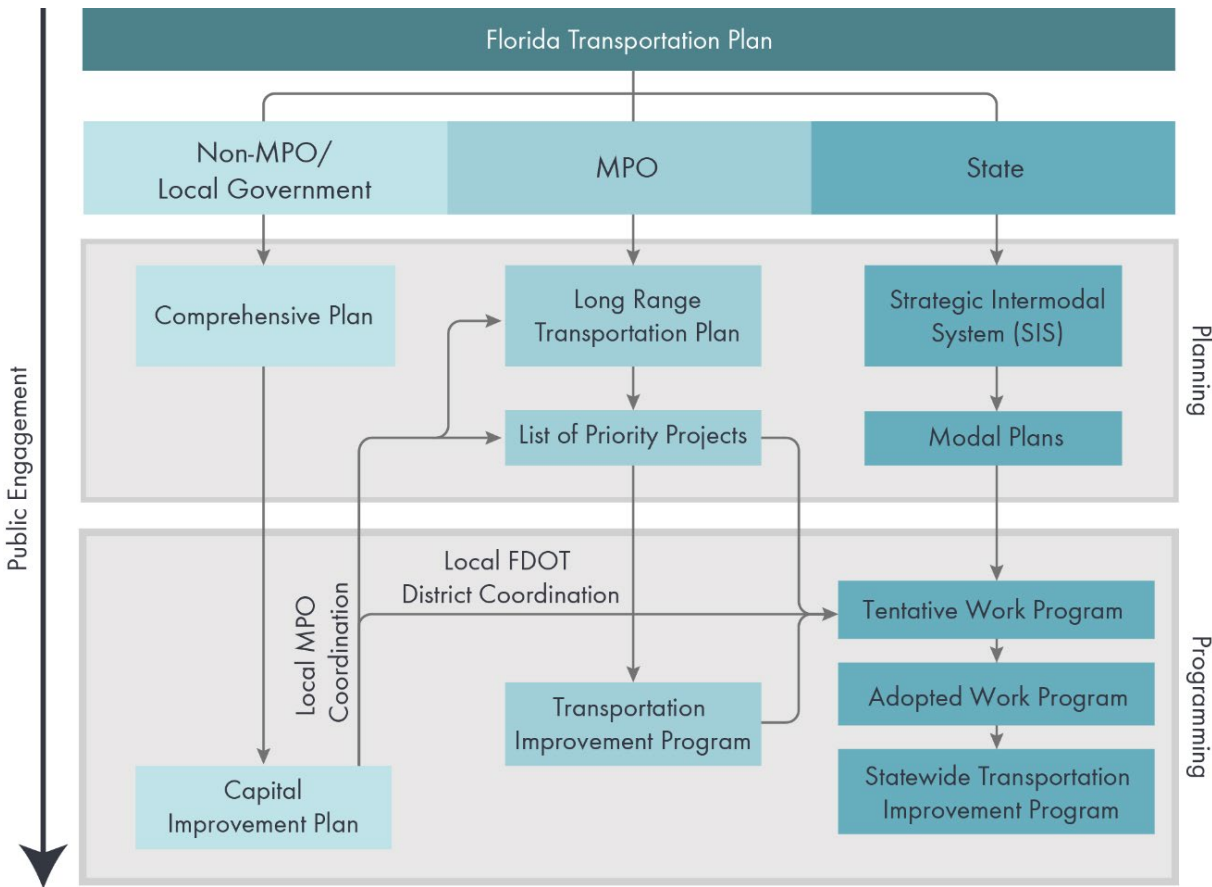 Florida Transportation Plan
Non-MPO/
Local Government
MPO
State
Comprehensive Plan
Long Range
Transportation Plan
Strategic Intermodal
System (SIS)
List of Priority Projects
Modal Plans
Planning
Public Engagement
Local MPO
Coordination
Local FDOT
District Coordination
Tentative Work Program
Transportation
Improvement Program
Adopted Work Program
Capital
Improvement Plan
Statewide Transportation
Improvement Program
Programming